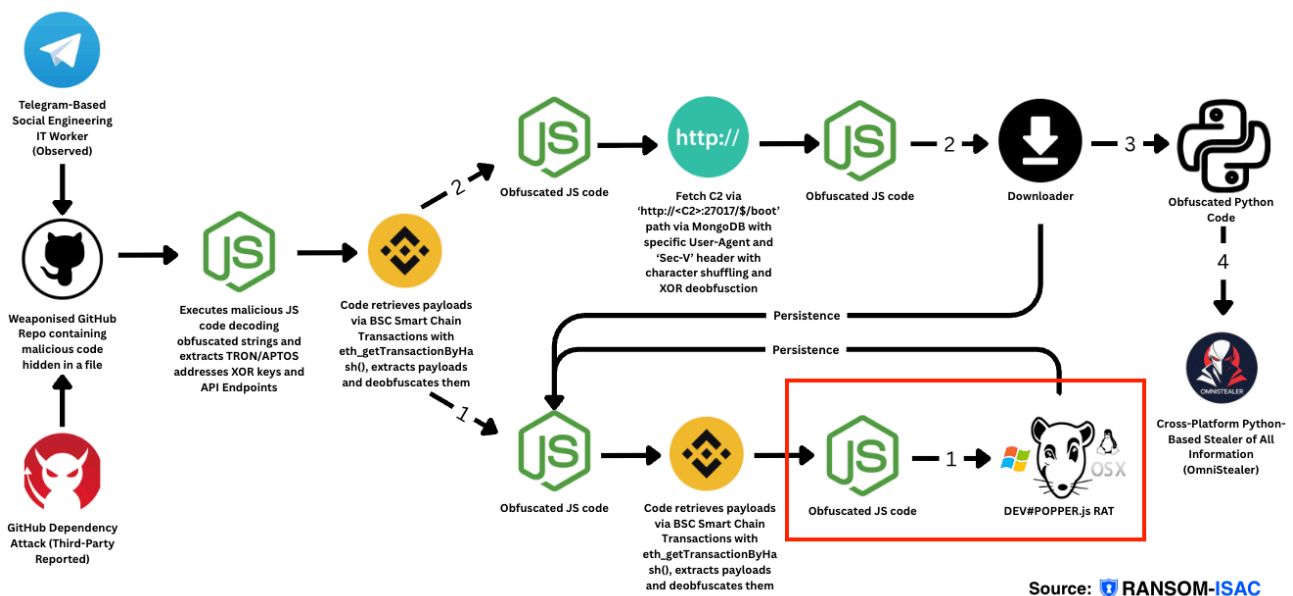 Telegram-Based
Social Engineering
IT Worker
(Observed)
Weaponised GitHub
Repo containing
malicious code
hidden in a file
GitHub Dependency
Attack (Third-Party
Reported)
JS
Executes malicious JS
code decoding
obfuscated strings and
extracts TRON/APTOS
addresses XOR keys and
API Endpoints
Code retrieves payloads
via BSC Smart Chain
Transactions with
eth_getTransactionByHa
sh(), extracts payloads
and deobfuscates them
2
JS
Obfuscated JS code
http://
Fetch C2 via
‘http://<C2>:27017/$/boot’
path via MongoDB with
specific User-Agent and
‘Sec-V’ header with
character shuffling and
XOR deobfusction
JS
Obfuscated JS code
2
Downloader
3
Obfuscated Python
Code
4
OMNISTEALER
Cross-Platform Python-
Based Stealer of All
Information
(OmniStealer)
Persistence
Persistence
1
JS
Obfuscated JS code
Code retrieves payloads
via BSC Smart Chain
Transactions with
eth_getTransactionByHa
sh(), extracts payloads
and deobfuscates them
JS
Obfuscated JS code
1
OSX
DEV#POPPER.js RAT
Source: RANSOM-ISAC